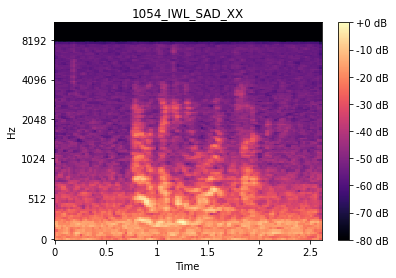 1054_IWL_SAD_XX
+0 dB
8192
-10 dB
4096
-20 dB
-30 dB
2048
Hz
-40 dB
1024
-50 dB
512
-60 dB
-70 dB
0
-80 dB
0 0.5 1 1.5 2 2.5
Time